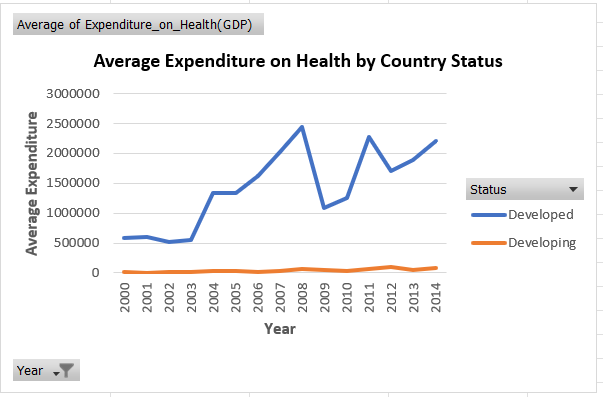 Average of Expenditure_on_Health(GDP)
Average Expenditure on Health by Country Status
3000000
2500000
2000000
1500000
1000000
500000
0
Average Expenditure
2000 2001 2002 2003 2004 2005 2006 2007 2008 2009 2010 2011 2012 2013 2014
Year
Status
Developed
Developing
Year